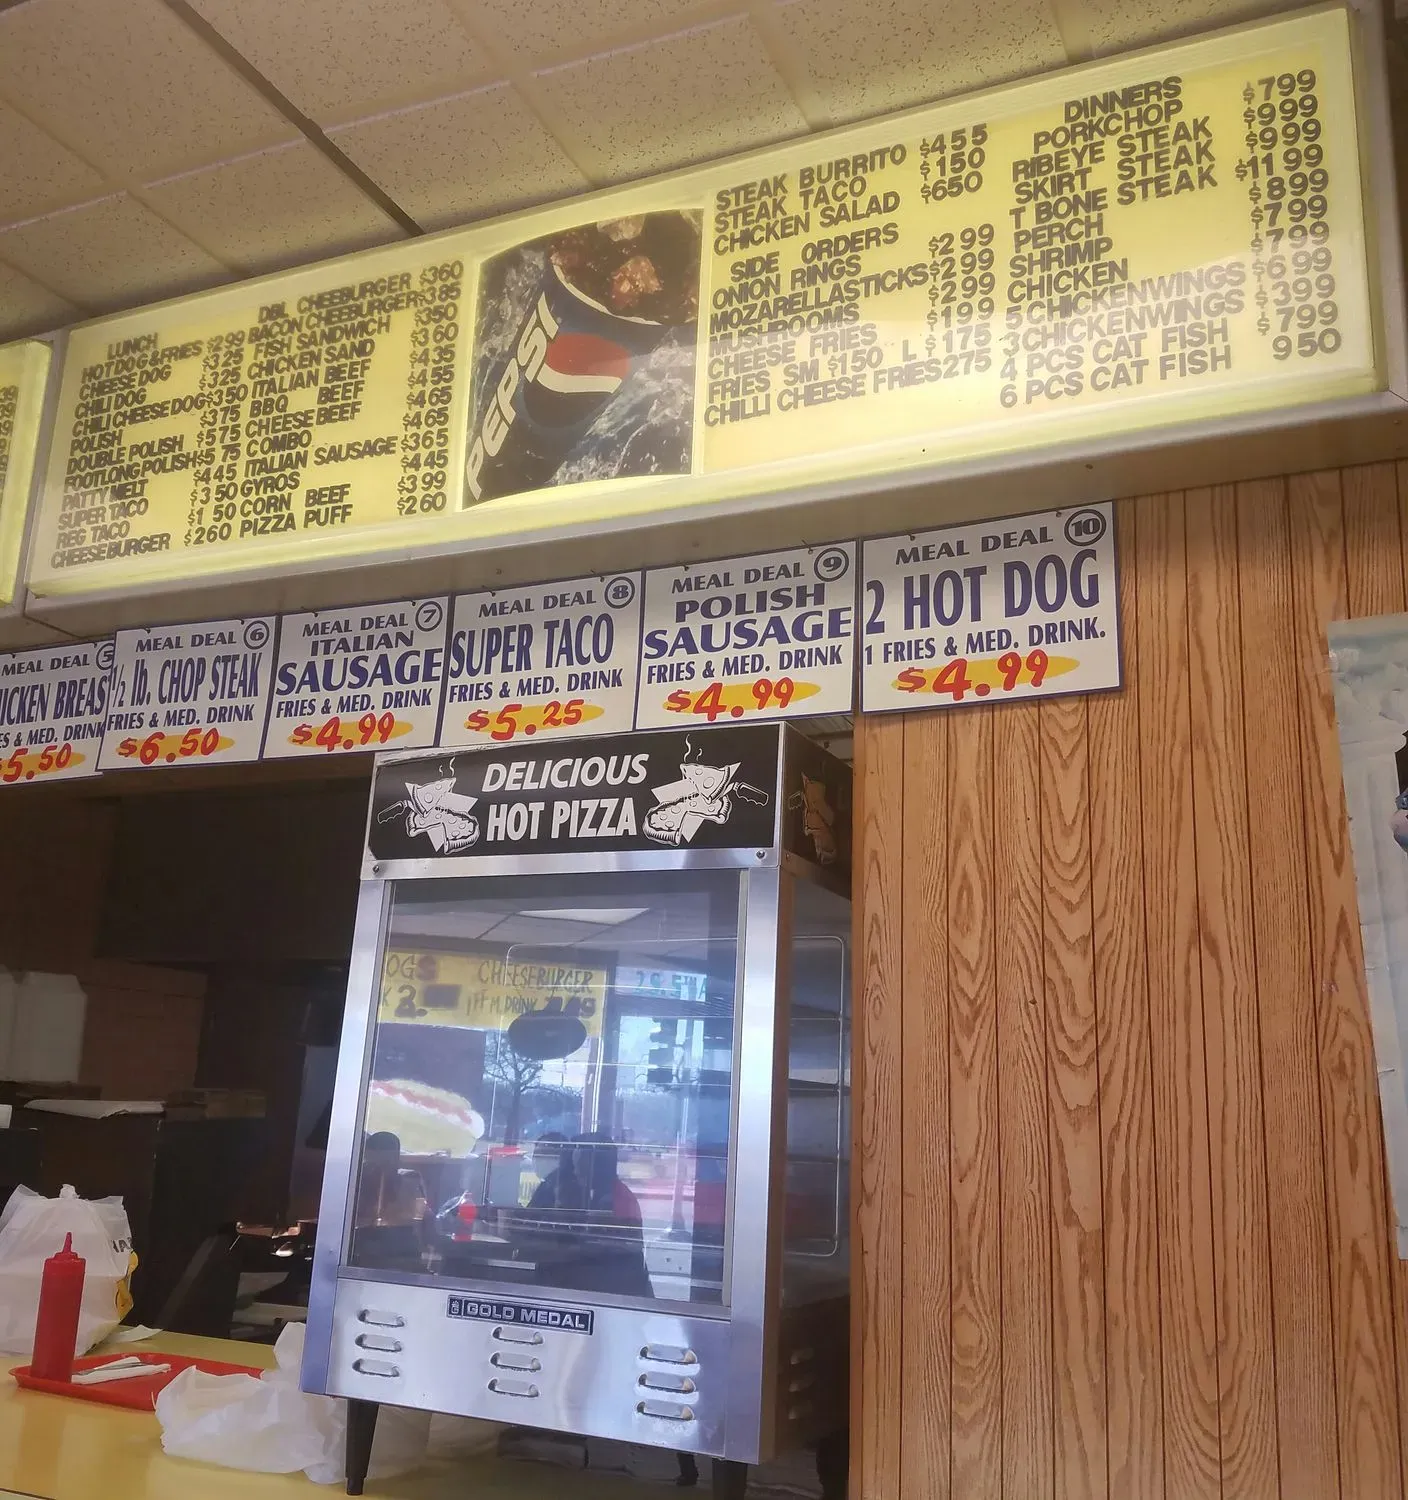 LUNCH
HOT DOG & FRIES $299
CHEESE DOG $325
CHILI DOG $325
CHILI CHEESE DOG $350
POLISH $375
DOUBLE POLISH $575
FOOTLONG POLISH $575
PATTY MELT $445
SUPER TACO $350
REG TACO $150
CHEESEBURGER $260
DBL CHEEBURGER $360
BACON CHEEBURGER $385
FISH SANDWICH $350
CHICKEN SAND $360
ITALIAN BEEF $435
BBQ BEEF $455
CHEESE BEEF $465
COMBO $465
ITALIAN SAUSAGE $365
GYROS $445
CORN BEEF $399
PIZZA PUFF $260
PEPSI
STEAK BURRITO $455
STEAK TACO $150
CHICKEN SALAD $650
SIDE ORDERS
ONION RINGS $299
MOZARELLASTICKS $299
MUSHROOMS $299
CHEESE FRIES $199
FRIES SM $150 L $175
CHILLI CHEESE FRIES 275
DINNERS
PORKCHOP $799
RIBEYE STEAK $999
SKIRT STEAK $999
T BONE STEAK $1199
PERCH $899
SHRIMP $799
CHICKEN $799
5 CHICKENWINGS $699
3 CHICKENWINGS $399
4 PCS CAT FISH $799
6 PCS CAT FISH 950
MEAL DEAL 5
ICKEN BREAS
ES & MED. DRINK
5.50
MEAL DEAL 6
1/2 lb. CHOP STEAK
FRIES & MED. DRINK
$6.50
MEAL DEAL 7
ITALIAN
SAUSAGE
FRIES & MED. DRINK
$4.99
MEAL DEAL 8
SUPER TACO
FRIES & MED. DRINK
$5.25
MEAL DEAL 9
POLISH
SAUSAGE
FRIES & MED. DRINK
$4.99
MEAL DEAL 10
2 HOT DOG
1 FRIES & MED. DRINK.
$4.99
DELICIOUS
HOT PIZZA
OGS
CHEESEBURGER
GOLD MEDAL